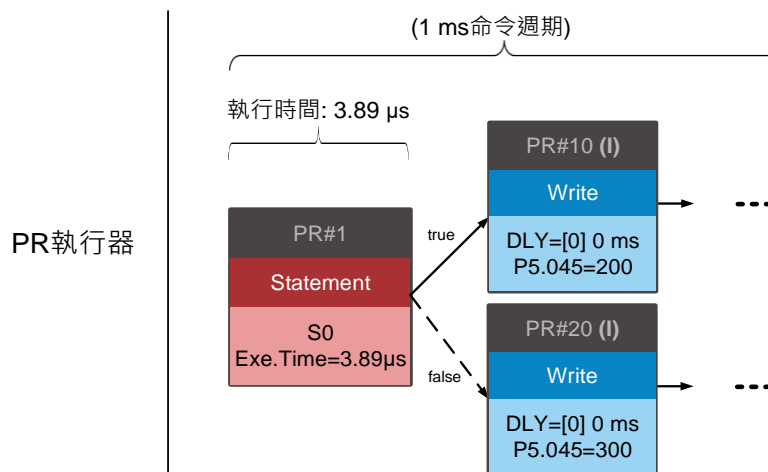 (1 ms命令週期)
執行時間: 3.89 µs
PR執行器
PR#1
Statement
S0
Exe.Time=3.89µs
true
false
PR#10 (I)
Write
DLY=[0] 0 ms
P5.045=200
PR#20 (I)
Write
DLY=[0] 0 ms
P5.045=300